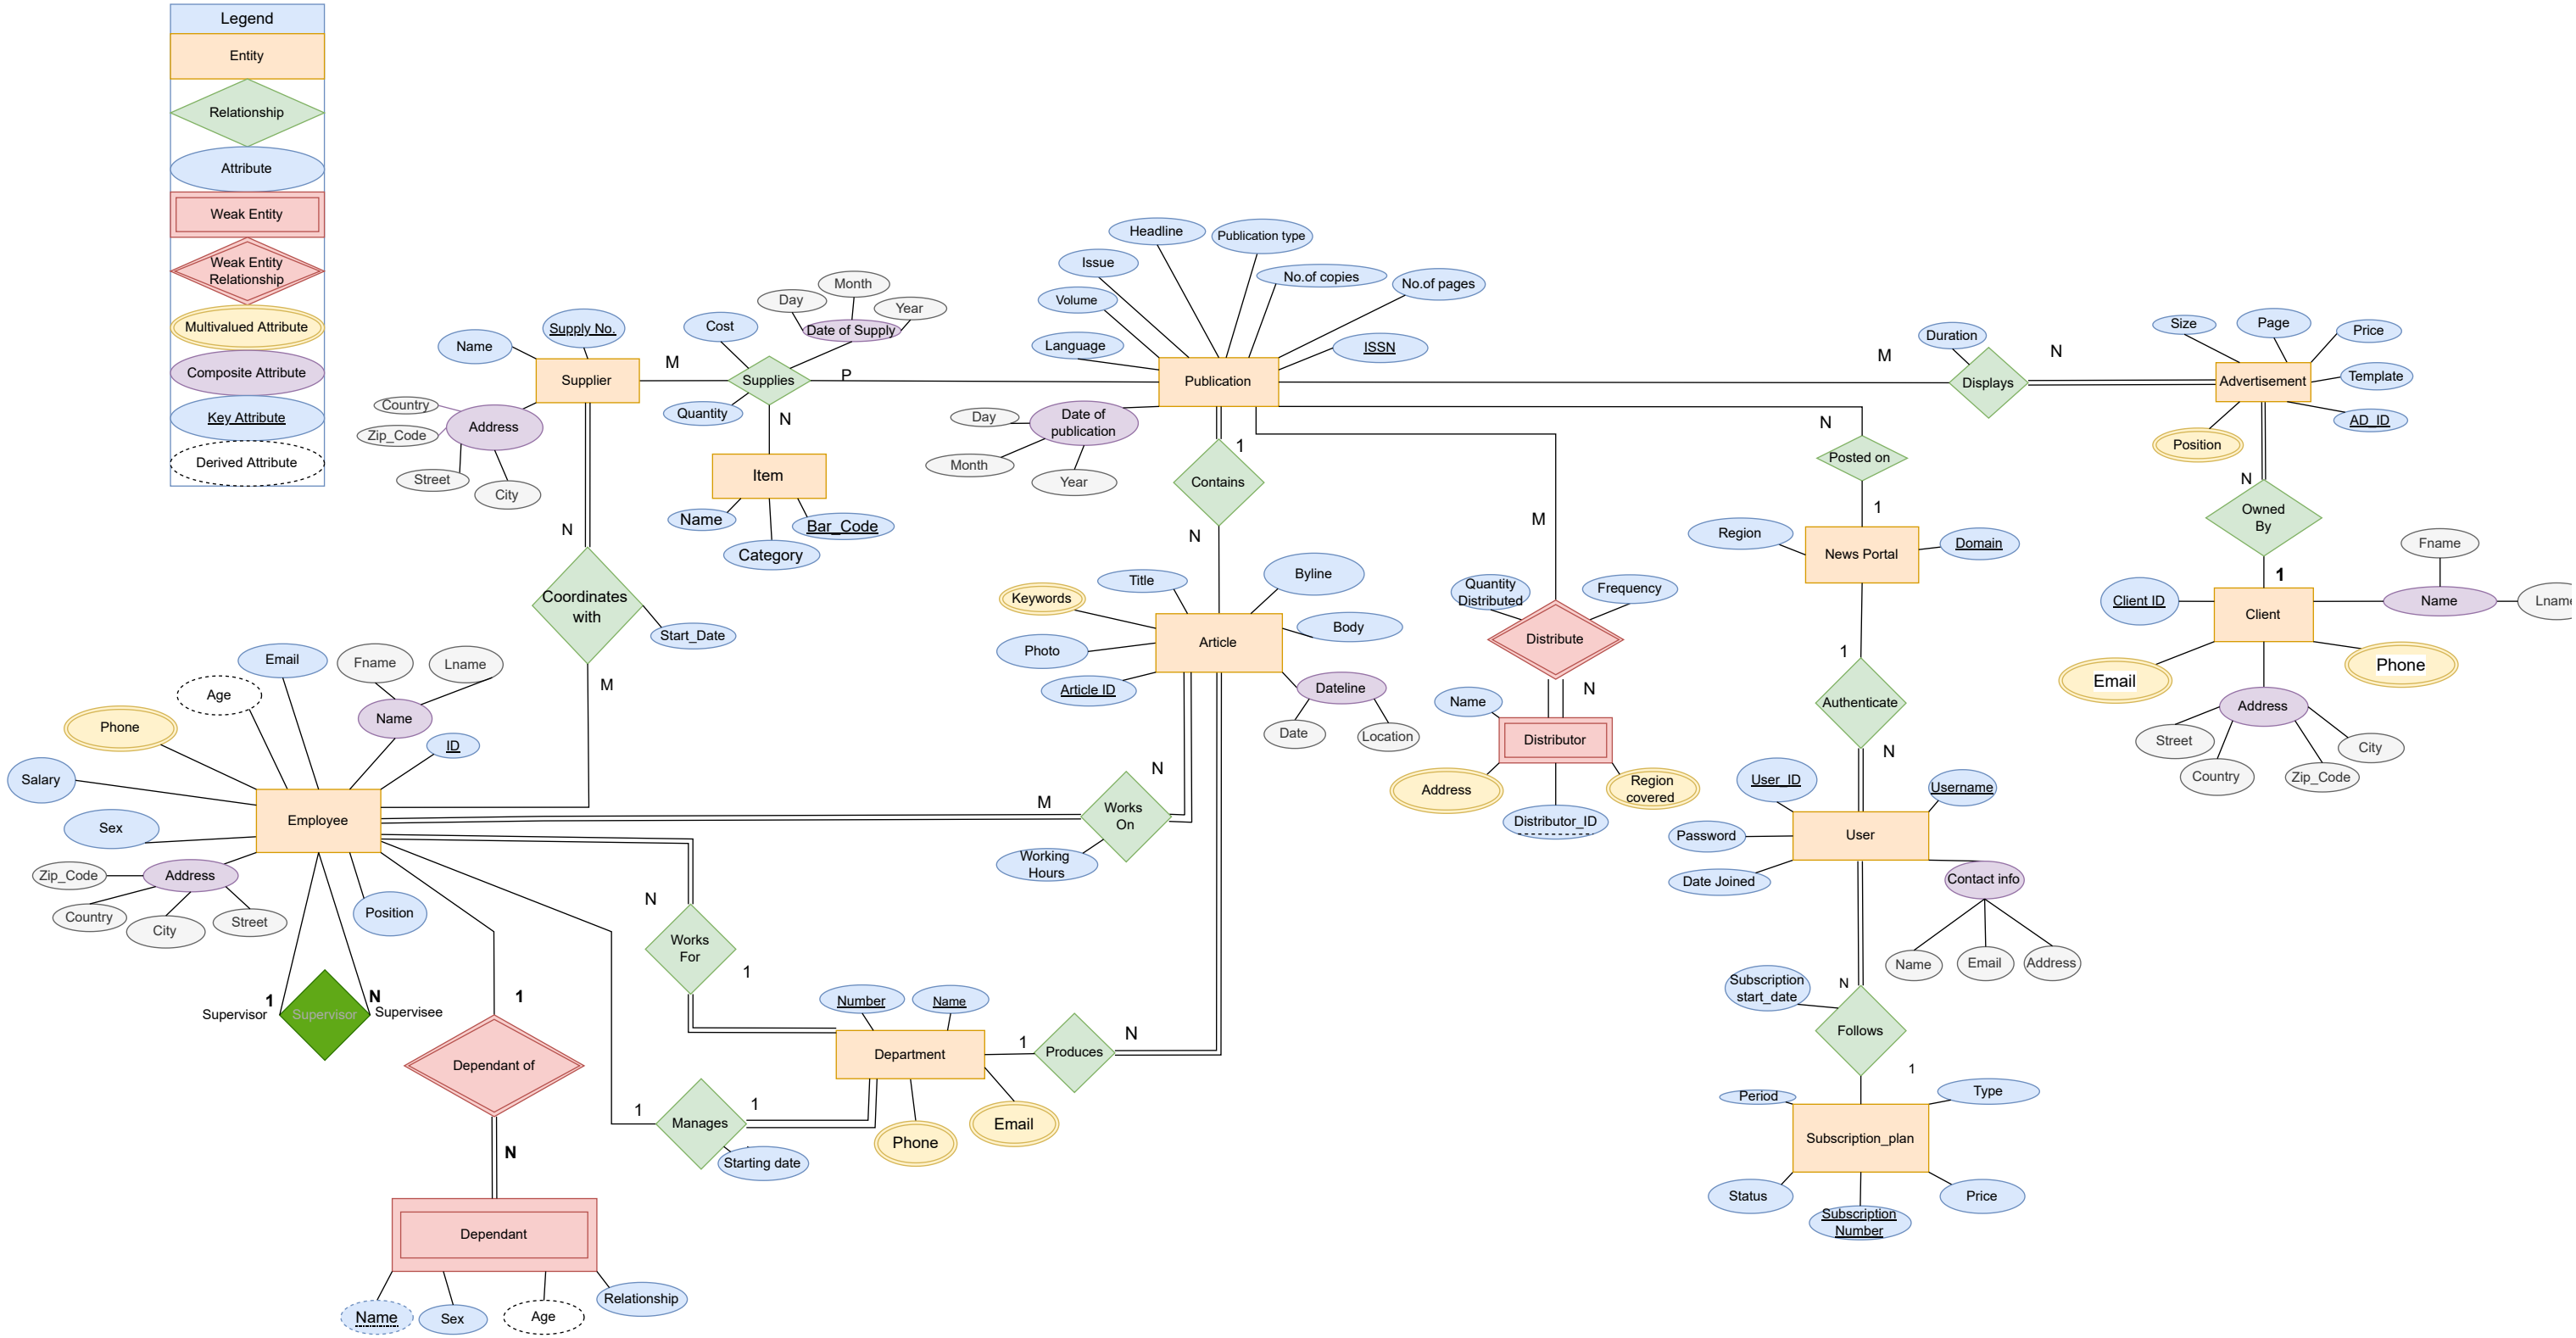 Legend
Entity
Relationship
Attribute
Weak Entity
Weak Entity
Relationship
Multivalued Attribute
Composite Attribute
Key Attribute
Derived Attribute
Name
Supply No.
Supplier
Country
Zip_Code
Address
Street
City
M
Cost
Day
Month
Year
Date of Supply
Supplies
P
Quantity
N
Item
Name
Bar_Code
Category
Headline
Publication type
Issue
No.of copies
No.of pages
Volume
Language
ISSN
Publication
Day
Date of
publication
Month
Year
1
Contains
N
M
Duration
N
Displays
Size
Page
Price
Template
Advertisement
AD_ID
Position
N
Posted on
1
N
Owned
By
1
Region
Domain
News Portal
Fname
Client ID
Name
Client
Email
Phone
Address
Street
City
Country
Zip_Code
N
Coordinates
with
Start_Date
M
Title
Byline
Keywords
Body
Article
Photo
Article ID
Dateline
Date
Location
M
Quantity
Distributed
Frequency
Distribute
N
Name
Distributor
Address
Region
covered
Distributor_ID
1
Authenticate
N
User_ID
Username
Password
User
Date Joined
Contact info
Name
Email
Address
Subscription
start_date
N
Follows
1
Period
Type
Subscription_plan
Status
Price
Subscription
Number
Email
Fname
Lname
Age
Phone
Name
ID
Salary
Sex
Employee
Zip_Code
Address
Country
City
Street
Position
1
N
Supervisor
Supervisor
Supervisee
1
Dependant of
N
Dependant
Name
Sex
Age
Relationship
M
N
Works
On
Working
Hours
N
Works
For
1
Number
Name
Department
1
N
Produces
1
1
Manages
Starting date
Phone
Email